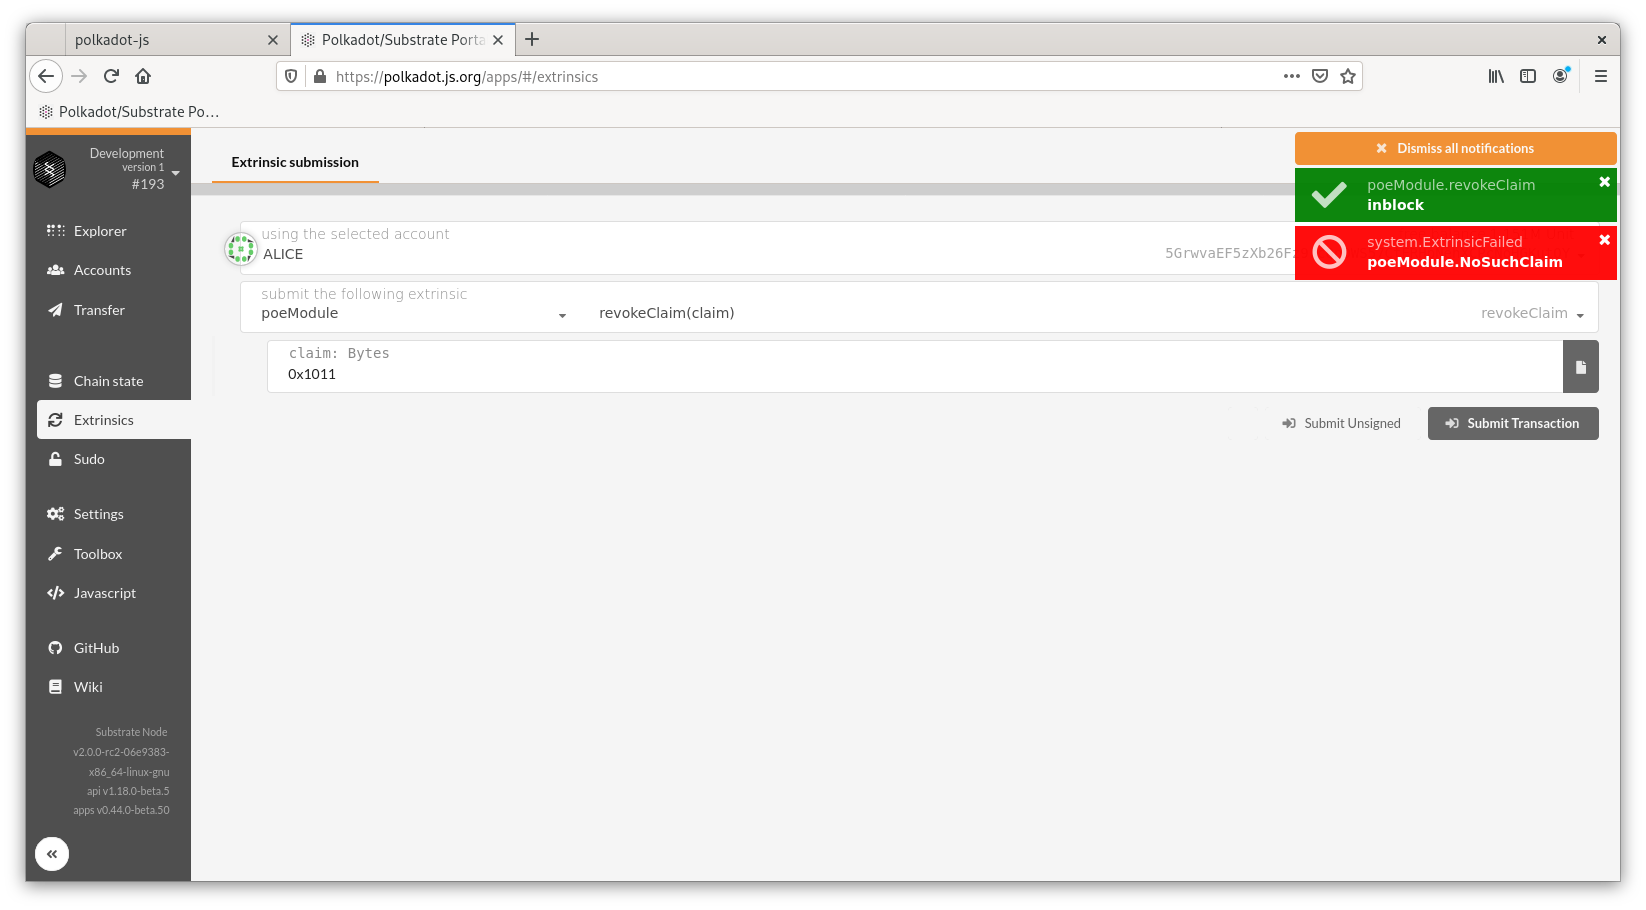 polkadot-js
Polkadot/Substrate Porta
https://polkadot.js.org/apps/#/extrinsics
Polkadot/Substrate Po…
Development
version 1
#193
Explorer
Accounts
Transfer
Chain state
Extrinsics
Sudo
Settings
Toolbox
Javascript
GitHub
Wiki
Substrate Node
v2.0.0-rc2-06e9383-
x86_64-linux-gnu
api v1.18.0-beta.5
apps v0.44.0-beta.50
Extrinsic submission
Dismiss all notifications
poeModule.revokeClaim
inblock
system.ExtrinsicFailed
poeModule.NoSuchClaim
using the selected account
ALICE
5GrwvaEF5zXb26Fz
submit the following extrinsic
poeModule
revokeClaim(claim)
revokeClaim
claim: Bytes
0x1011
Submit Unsigned
Submit Transaction